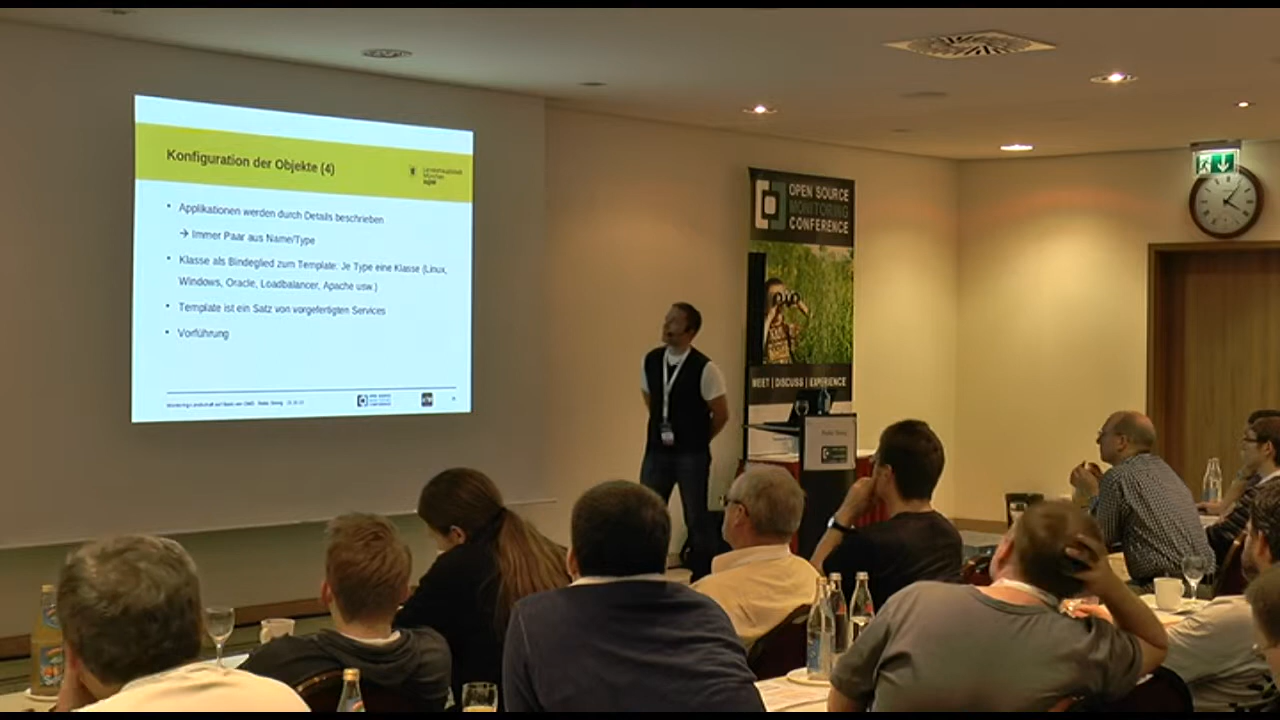 Konfiguration der Objekte (4)
Landeshauptstadt
München
• Applikationen werden durch Details beschrieben
→ Immer Paar aus Name/Type
• Klasse als Bindeglied zum Template: Je Type eine Klasse (Linux,
Windows, Oracle, Loadbalancer, Apache usw.)
• Template ist ein Satz von vorgefertigten Services
• Vorführung
OPEN SOURCE
MONITORING
CONFERENCE
MEET | DISCUSS | EXPERIENCE